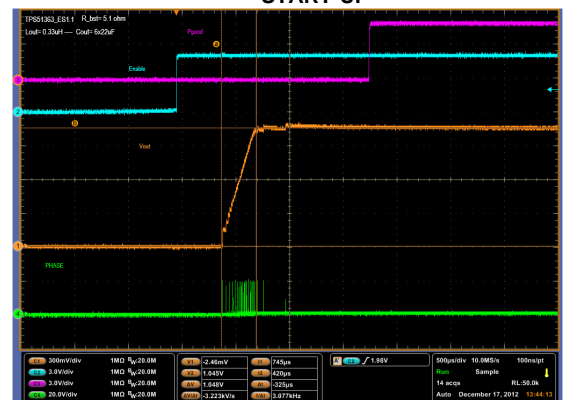 START UP
TPS51363_ES1.1 R_bst= 5.1 ohm
Lout= 0.33uH --- Cout= 6x22uF
Pgood
a
Enable
3
2
b
Vout
1
PHASE
4
C1 300mV/div 1MΩ BW:20.0M
C2 3.0V/div 1MΩ BW:20.0M
C3 3.0V/div 1MΩ BW:20.0M
C4 20.0V/div 1MΩ BW:20.0M
V1 -2.46mV
V2 1.045V
ΔV 1.048V
ΔV/Δt -3.223kV/s
t1 745µs
t2 420µs
Δt -325µs
1/Δt 3.077kHz
A' C2 1.98V
500µs/div 10.0MS/s 100ns/pt
Run Sample
14 acqs RL:50.0k
Auto December 17, 2012 13:44:13